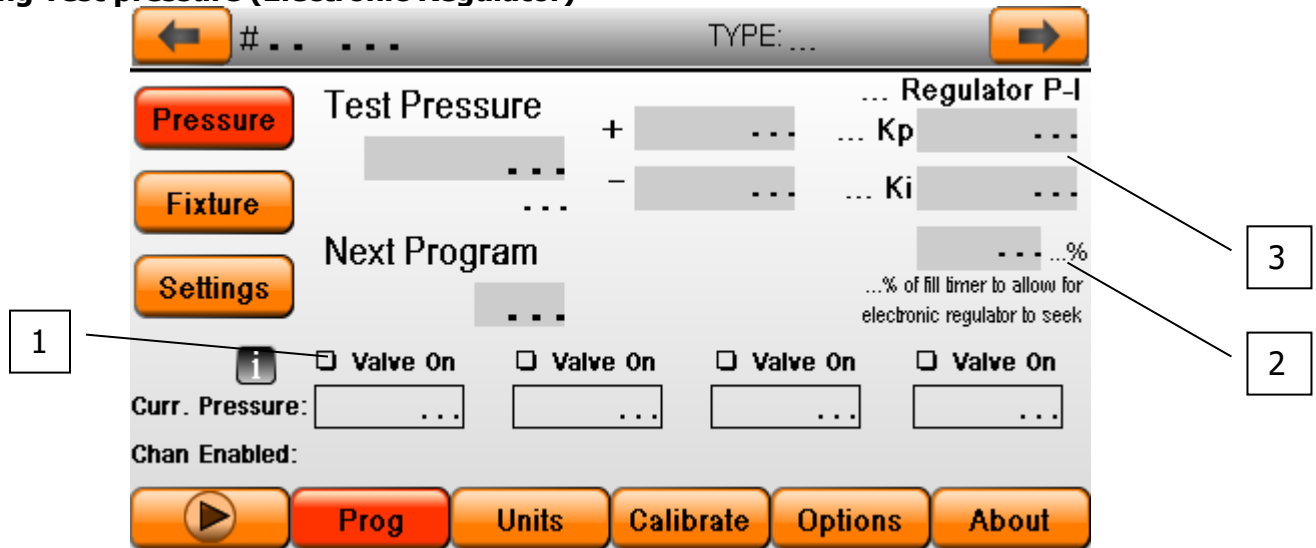 ng Test pressure (Electronic Regulator)
#.. ... TYPE: ...
Pressure Test Pressure + ... ... Regulator P-I
... Kp ...
...
Fixture ... - ... ... Ki ...
Next Program ... ...%
Settings ... ...% of fill timer to allow for
electronic regulator to seek
1 2 3
i Valve On Valve On Valve On Valve On
Curr. Pressure: ... ... ... ...
Chan Enabled:
Prog Units Calibrate Options About